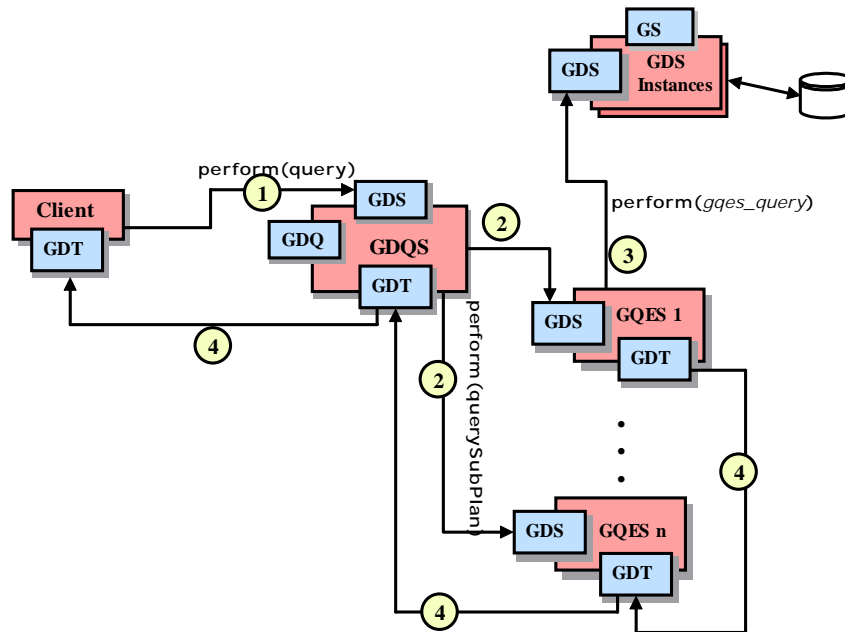 GS
GDS
GDS
Instances
perform(query)
1
GDS
Client
GDT
GDQ
GDQS
GDT
2
perform(gqes_query)
3
GDS
GQES 1
GDT
4
2
perform(querySubPlan)
4
GDS
GQES n
GDT
4